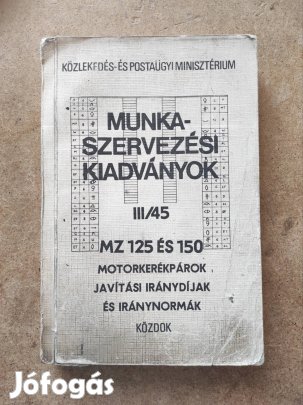 KÖZLEKEDÉS-ÉS POSTAÜGYI MINISZTÉRIUM
MUNKA-
SZERVEZÉSI
KIADVÁNYOK
III/45
MZ 125 ÉS 150
MOTORKERÉKPÁROK
JAVÍTÁSI IRÁNYDÍJAK
ÉS IRÁNYNORMÁK
KÖZDOK
Jófogás